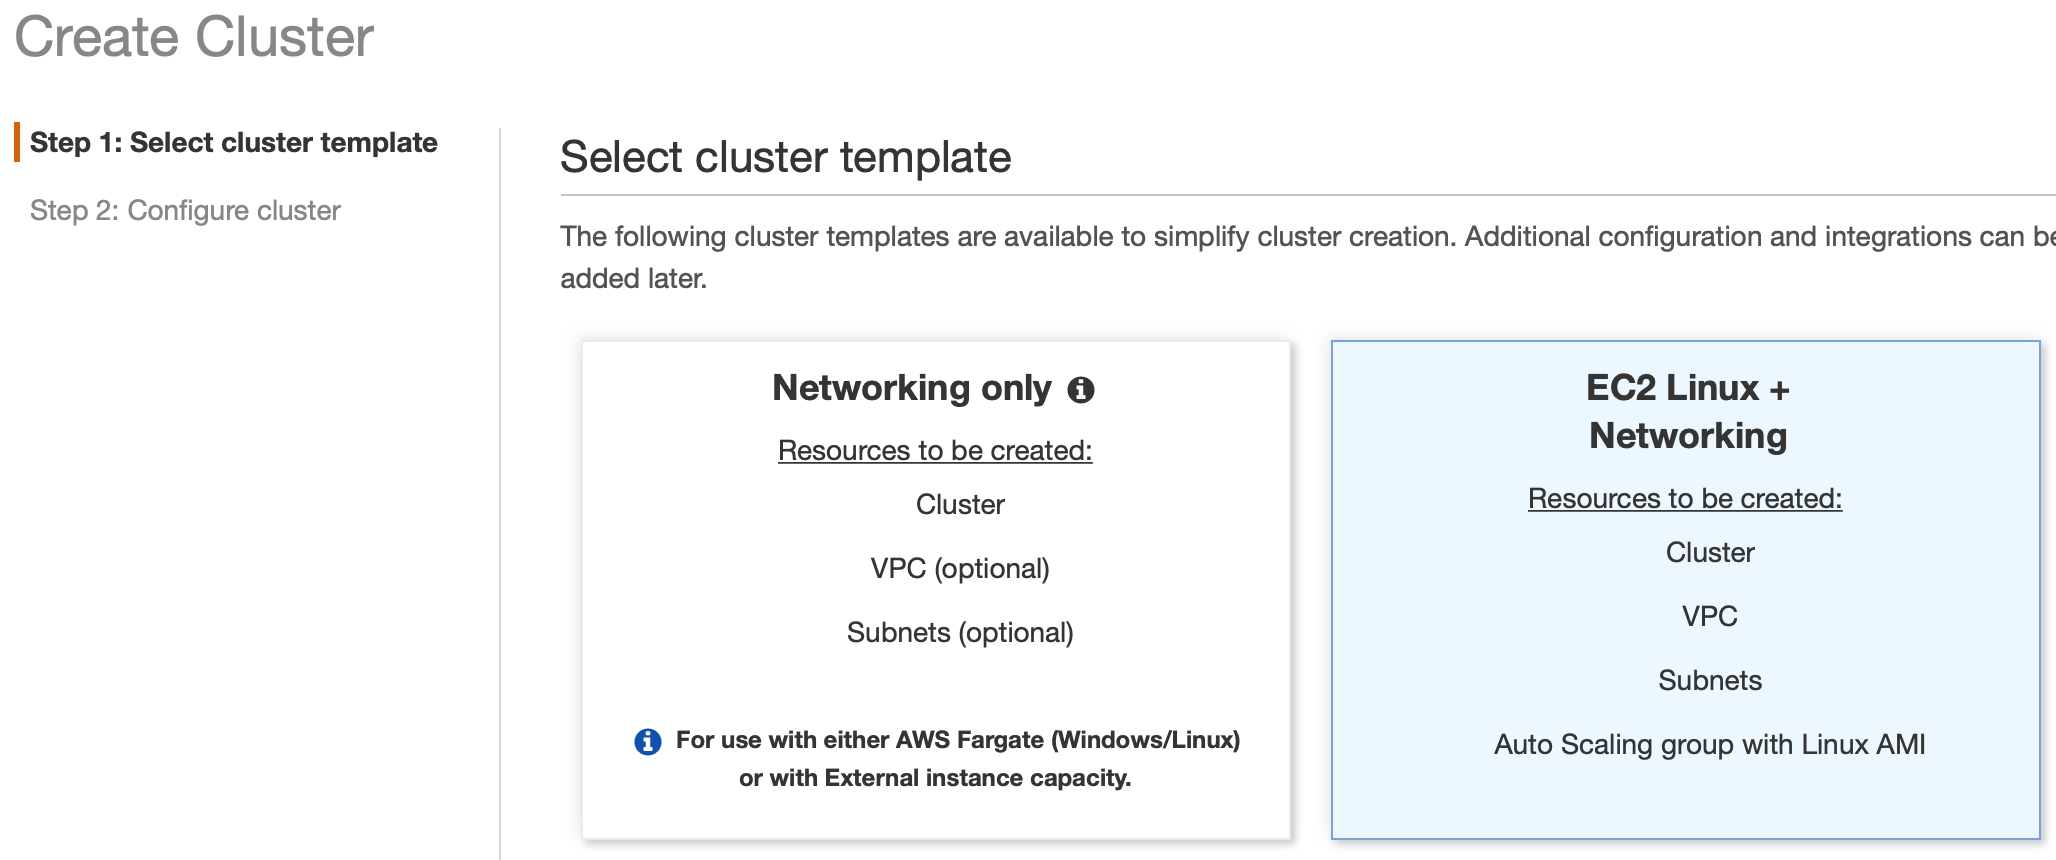 Create Cluster
Step 1: Select cluster template
Step 2: Configure cluster
Select cluster template
The following cluster templates are available to simplify cluster creation. Additional configuration and integrations can be
added later.
Networking only
Resources to be created:
Cluster
VPC (optional)
Subnets (optional)
For use with either AWS Fargate (Windows/Linux)
or with External instance capacity.
EC2 Linux +
Networking
Resources to be created:
Cluster
VPC
Subnets
Auto Scaling group with Linux AMI